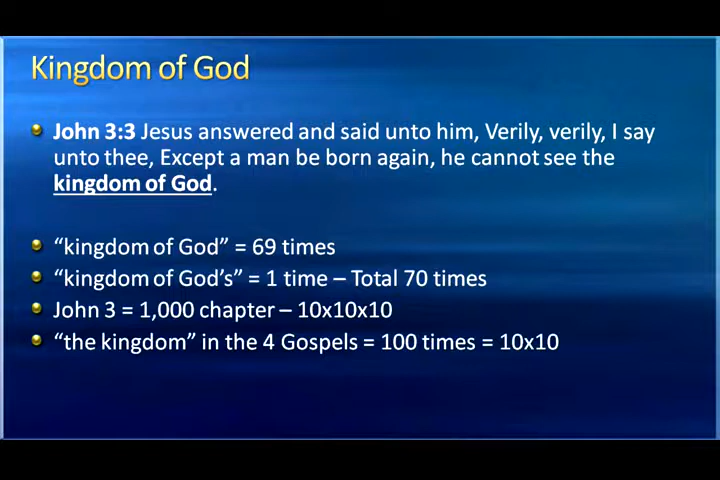 Kingdom of God
John 3:3 Jesus answered and said unto him, Verily, verily, I say
unto thee, Except a man be born again, he cannot see the
kingdom of God.
“kingdom of God” = 69 times
“kingdom of God’s” = 1 time – Total 70 times
John 3 = 1,000 chapter – 10x10x10
“the kingdom” in the 4 Gospels = 100 times = 10x10